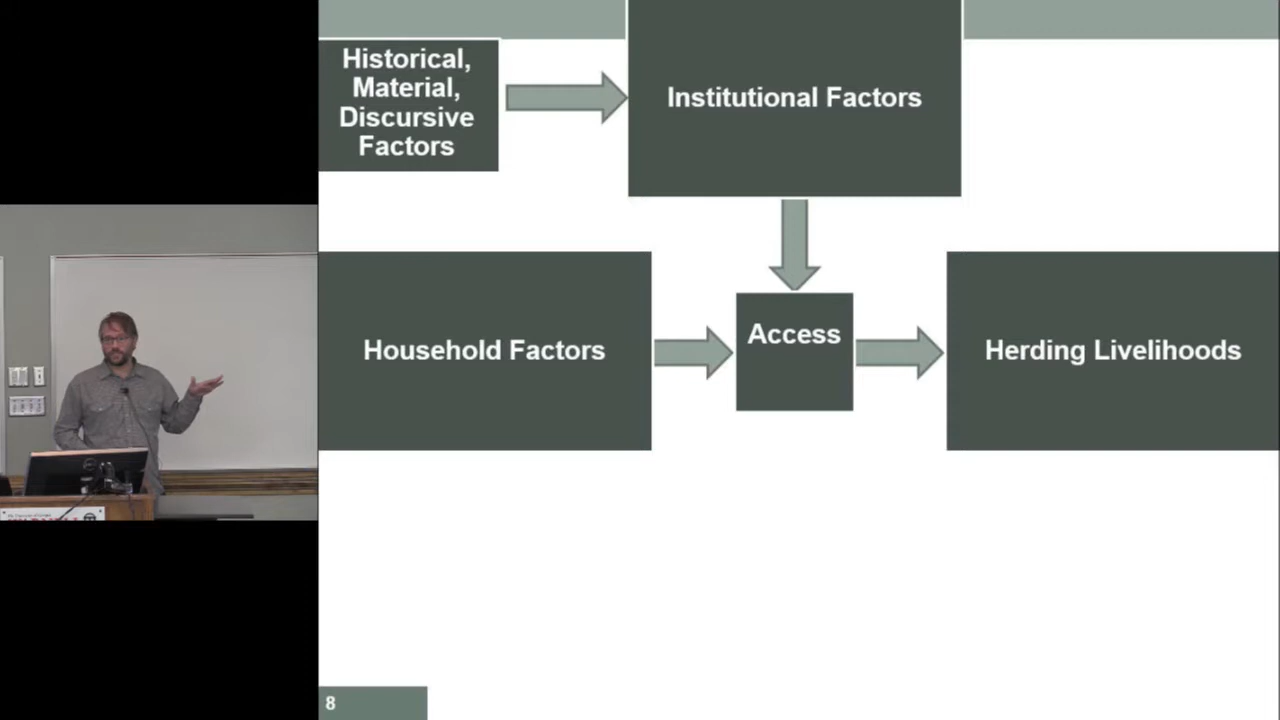 Historical,
Material,
Discursive
Factors
Institutional Factors
Household Factors
Access
Herding Livelihoods
8